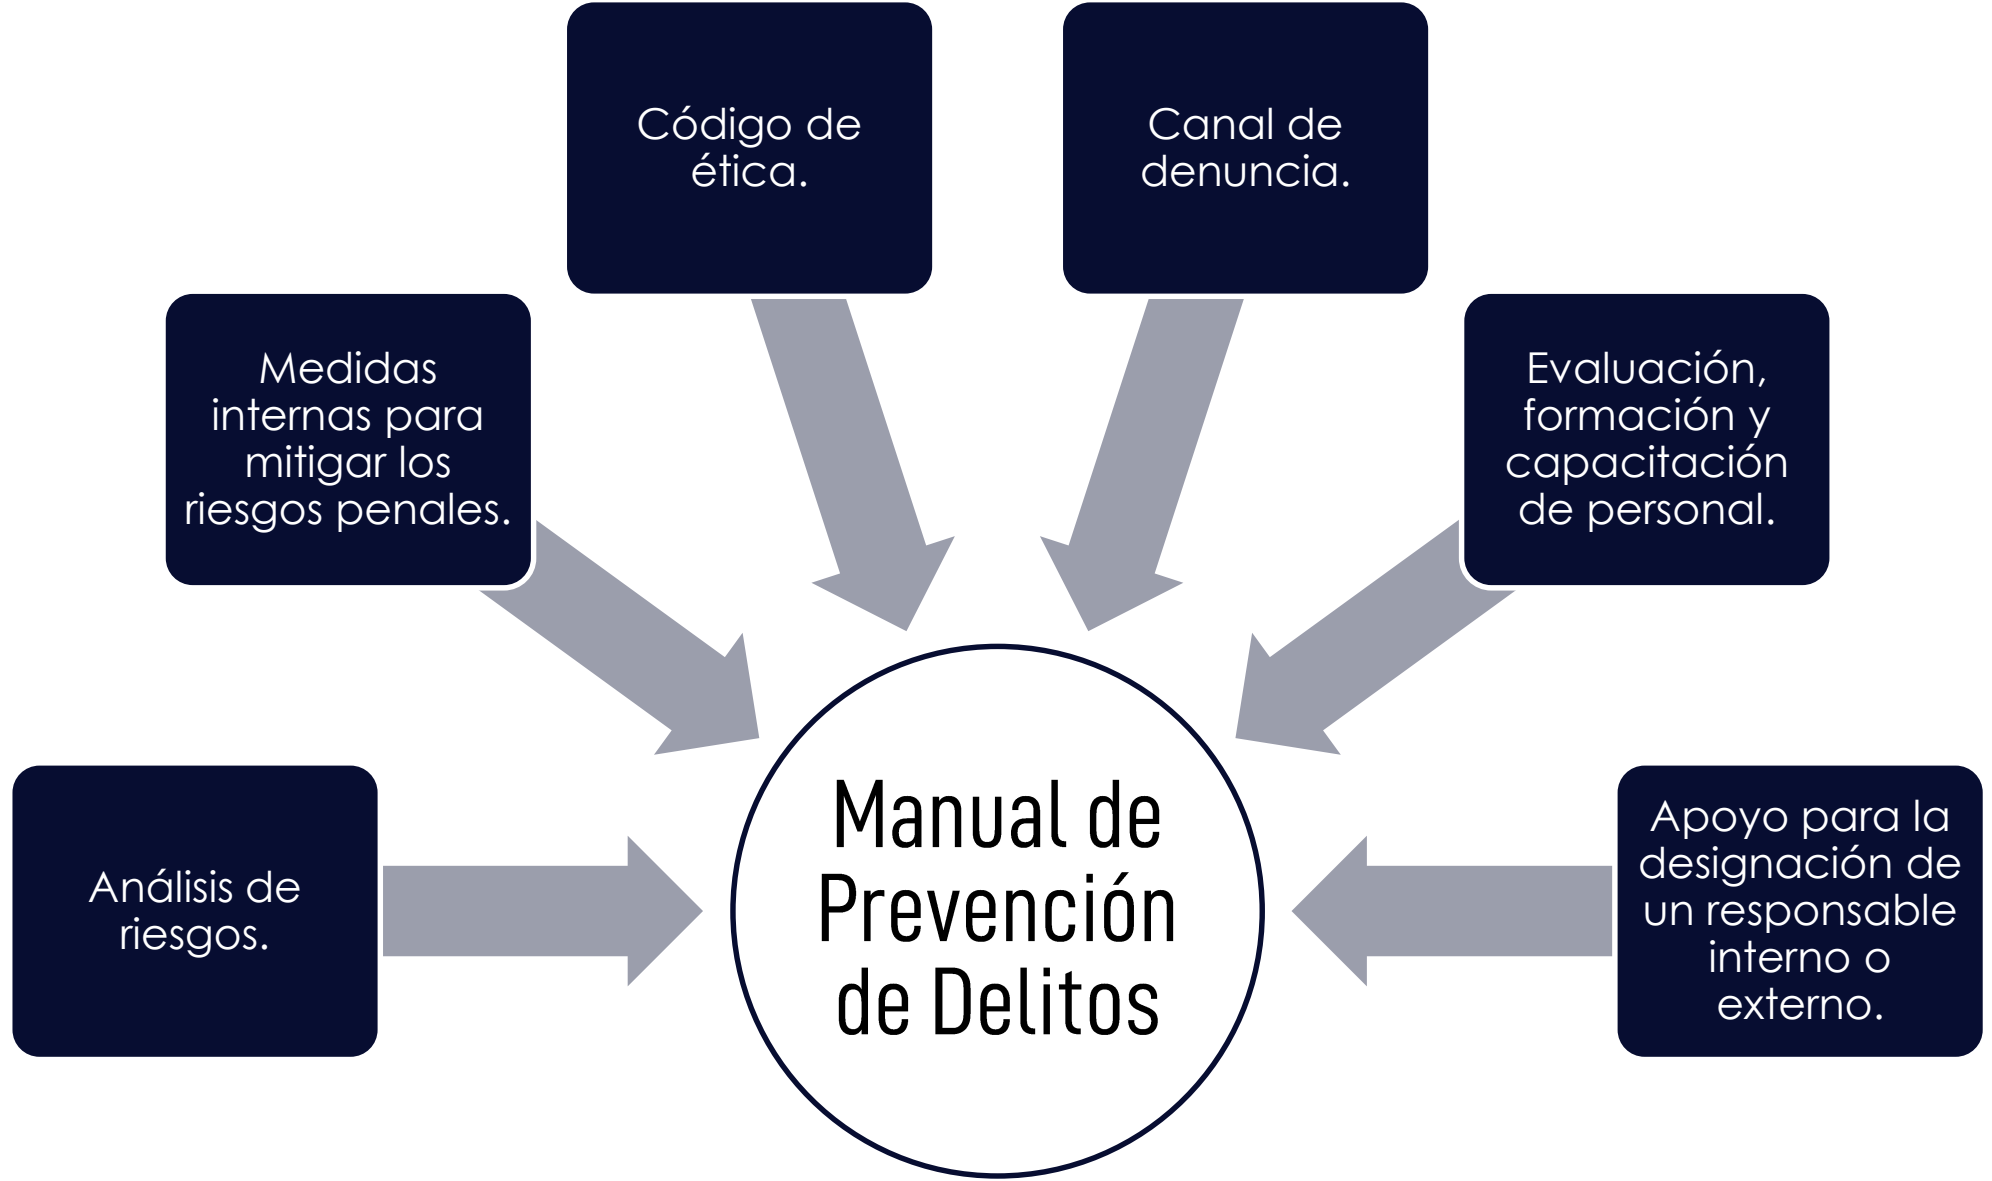 Código de
ética.
Canal de
denuncia.
Medidas
internas para
mitigar los
riesgos penales.
Evaluación,
formación y
capacitación
de personal.
Análisis de
riesgos.
Manual de
Prevención
de Delitos
Apoyo para la
designación de
un responsable
interno o
externo.